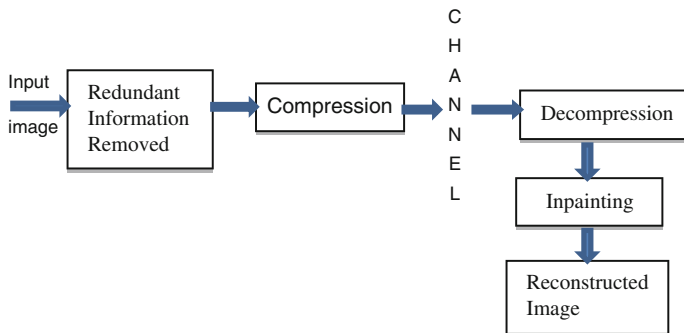 Input
image
Redundant
Information
Removed
Compression
C
H
A
N
N
E
L
Decompression
Inpainting
Reconstructed
Image